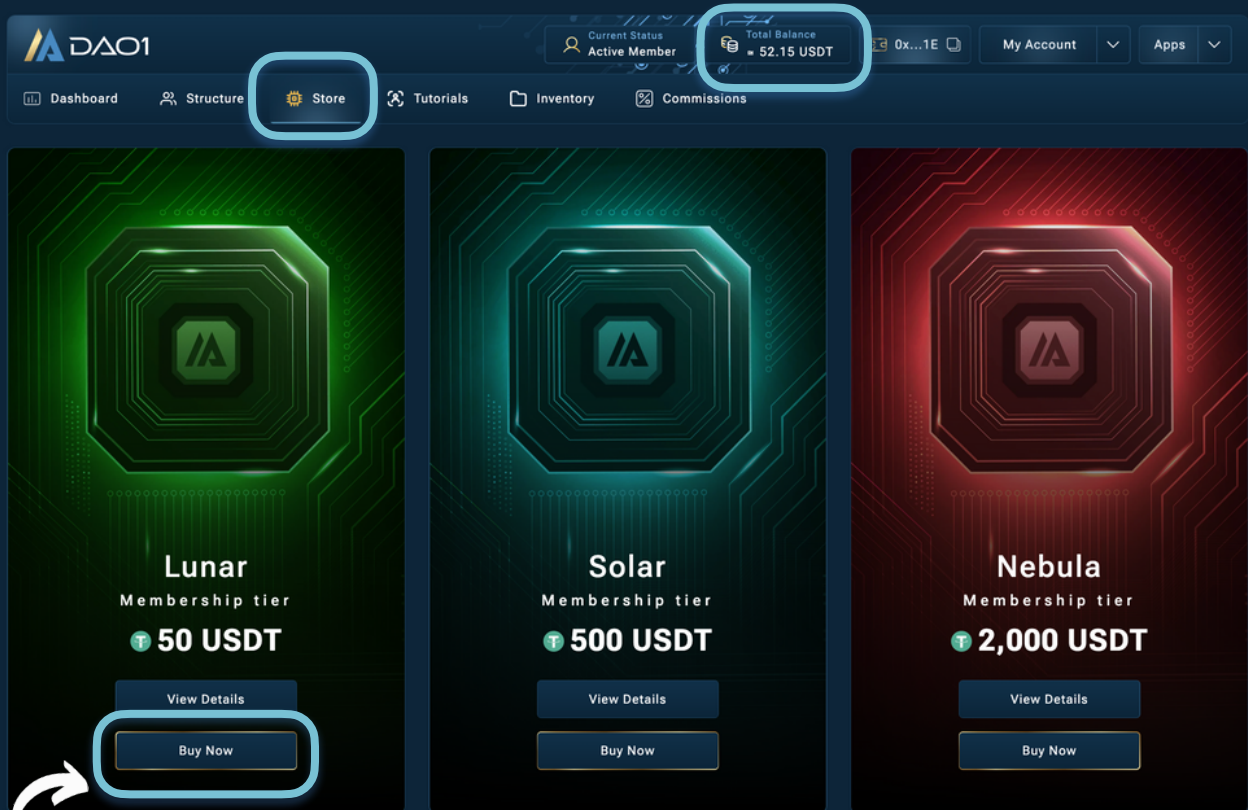 DAO1
Current Status
Active Member
Total Balance
≈ 52.15 USDT
0x...1E
My Account
Apps
Dashboard
Structure
Store
Tutorials
Inventory
Commissions
Lunar
Membership tier
50 USDT
View Details
Buy Now
Solar
Membership tier
500 USDT
View Details
Buy Now
Nebula
Membership tier
2,000 USDT
View Details
Buy Now